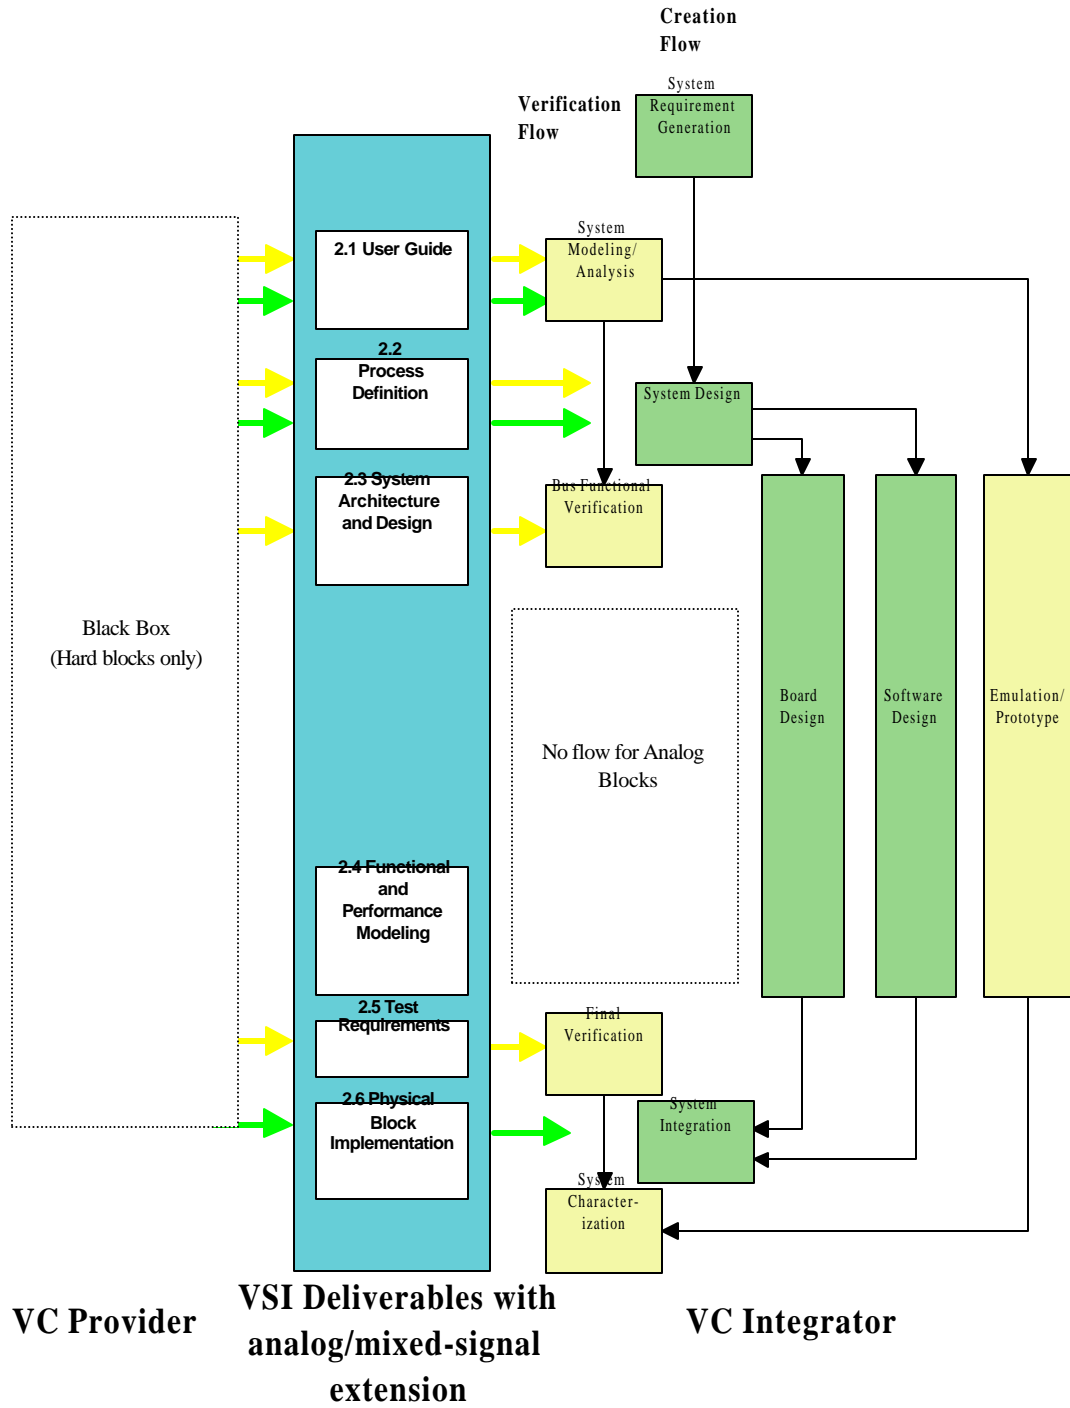 Creation
Flow
Verification
Flow
System
Requirement
Generation
2.1 User Guide
System
Modeling/
Analysis
2.2
Process
Definition
System Design
2.3 System
Architecture
and Design
Bus Functional
Verification
Black Box
(Hard blocks only)
No flow for Analog
Blocks
Board
Design
Software
Design
Emulation/
Prototype
2.4 Functional
and
Performance
Modeling
2.5 Test
Requirements
Final
Verification
2.6 Physical
Block
Implementation
System
Integration
System
Character-
ization
VC Provider
VSI Deliverables with
analog/mixed-signal
extension
VC Integrator